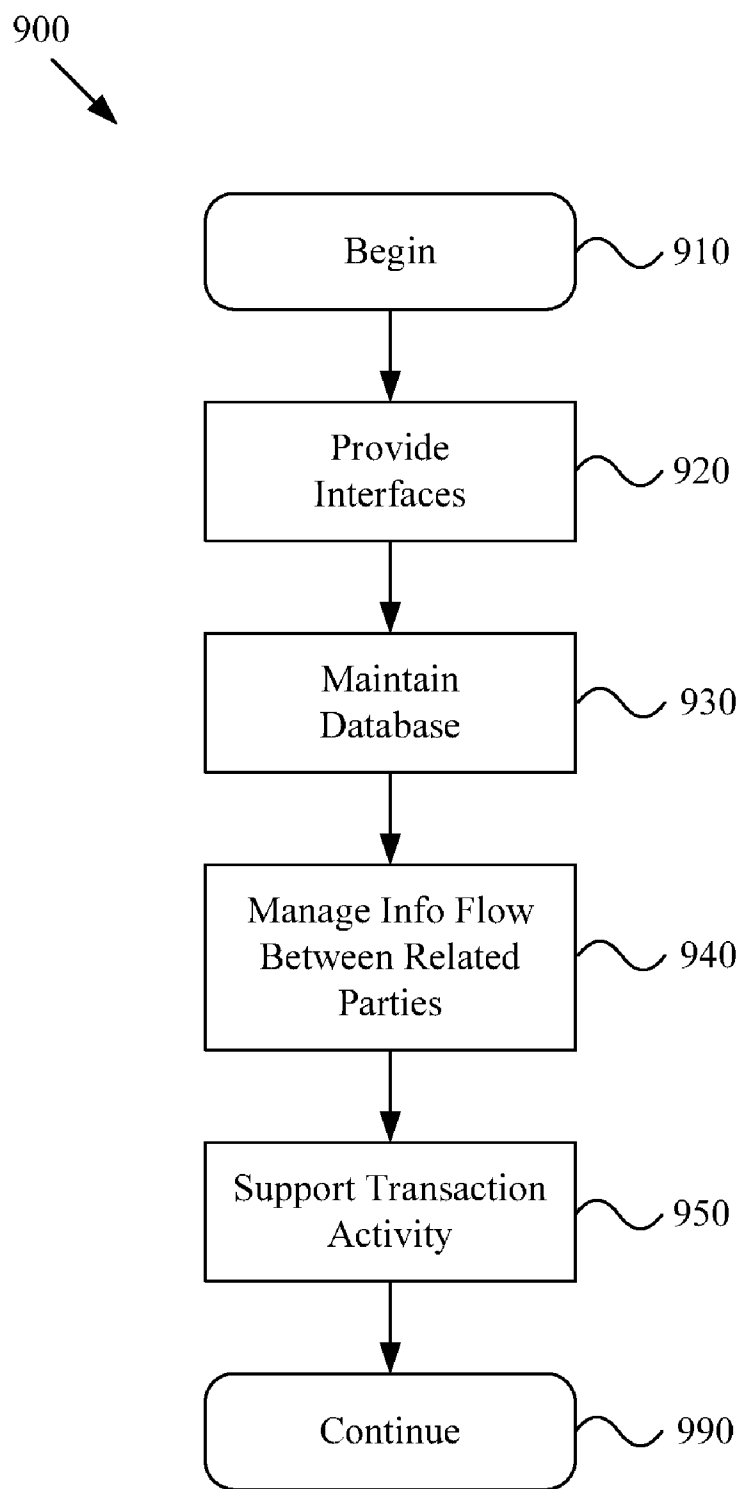 900
Begin
910
Provide
Interfaces
920
Maintain
Database
930
Manage Info Flow
Between Related
Parties
940
Support Transaction
Activity
950
Continue
990